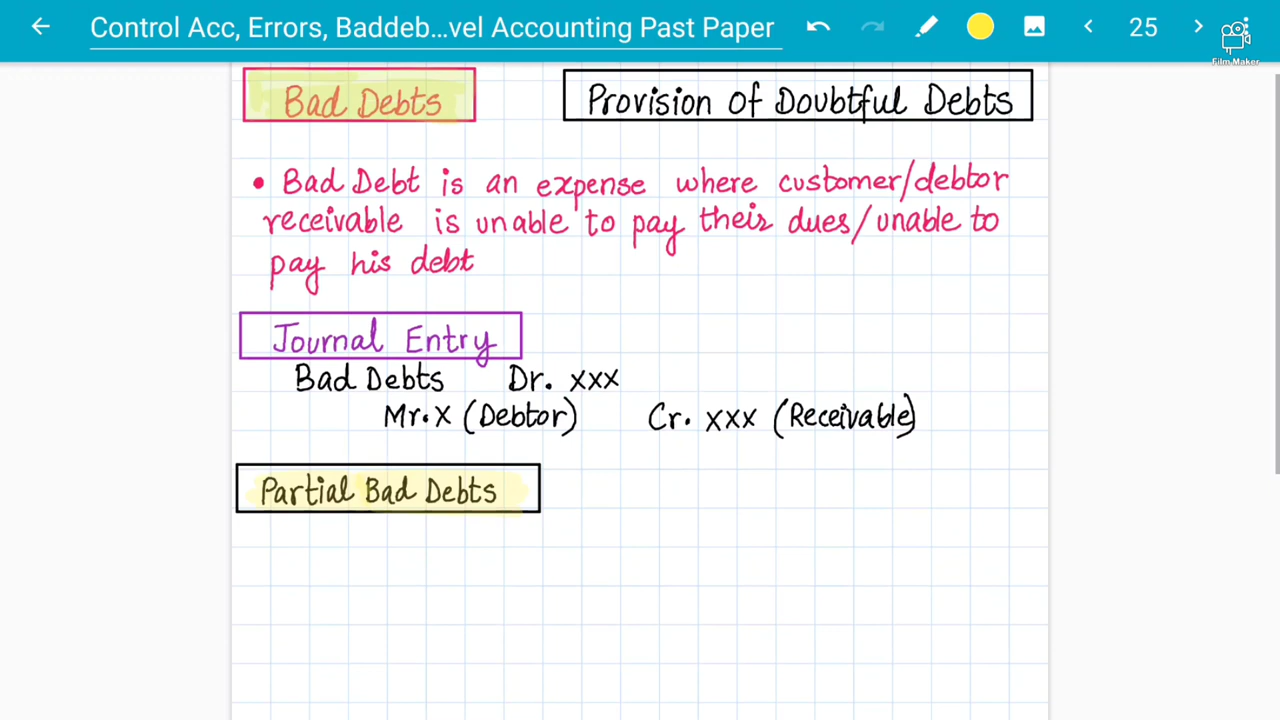 Control Acc, Errors, Baddeb...vel Accounting Past Paper
25
Film Maker
Bad Debts
Provision Of Doubtful Debts
• Bad Debt is an expense where customer/debtor
receivable is unable to pay their dues/unable to
pay his debt
Journal Entry
Bad Debts Dr. xxx
Mr. X (Debtor) Cr. xxx (Receivable)
Partial Bad Debts